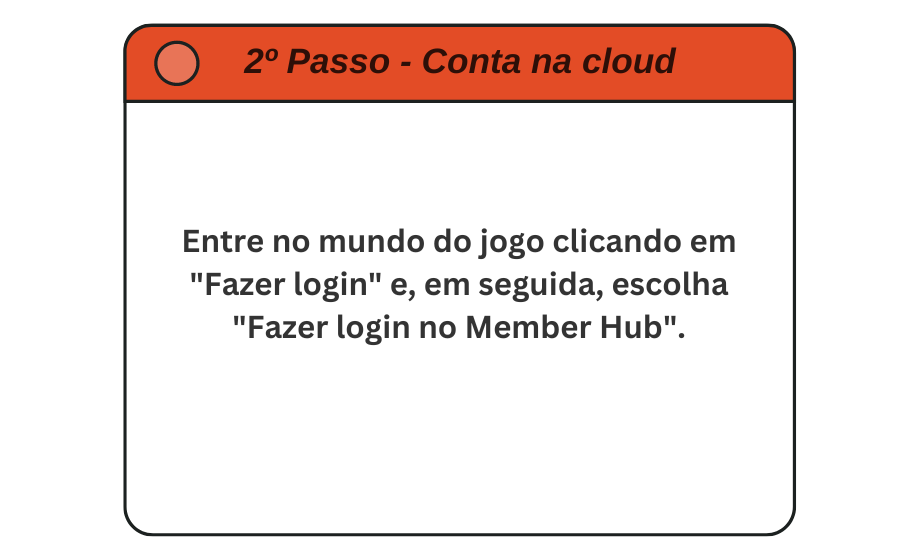 2º Passo - Conta na cloud
Entre no mundo do jogo clicando em
"Fazer login" e, em seguida, escolha
"Fazer login no Member Hub".